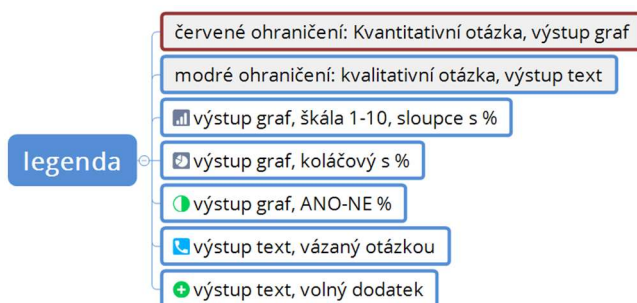 červené ohraničení: Kvantitativní otázka, výstup graf
modré ohraničení: kvalitativní otázka, výstup text
výstup graf, škála 1-10, sloupce s %
legenda
výstup graf, koláčový s %
výstup graf, ANO-NE %
výstup text, vázaný otázkou
výstup text, volný dodatek